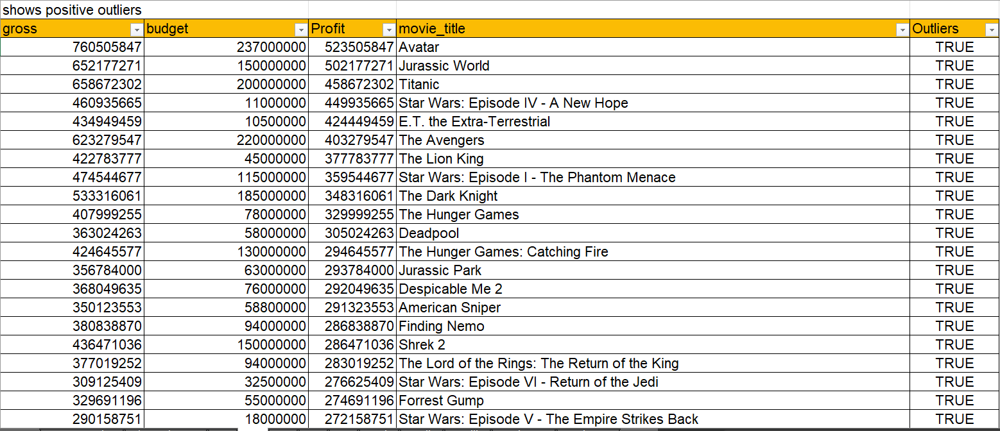 shows positive outliers
gross budget Profit movie_title Outliers
760505847 237000000 523505847 Avatar TRUE
652177271 150000000 502177271 Jurassic World TRUE
658672302 200000000 458672302 Titanic TRUE
460935665 11000000 449935665 Star Wars: Episode IV - A New Hope TRUE
434949459 10500000 424449459 E.T. the Extra-Terrestrial TRUE
623279547 220000000 403279547 The Avengers TRUE
422783777 45000000 377783777 The Lion King TRUE
474544677 115000000 359544677 Star Wars: Episode I - The Phantom Menace TRUE
533316061 185000000 348316061 The Dark Knight TRUE
407999255 78000000 329999255 The Hunger Games TRUE
363024263 58000000 305024263 Deadpool TRUE
424645577 130000000 294645577 The Hunger Games: Catching Fire TRUE
356784000 63000000 293784000 Jurassic Park TRUE
368049635 76000000 292049635 Despicable Me 2 TRUE
350123553 58800000 291323553 American Sniper TRUE
380838870 94000000 286838870 Finding Nemo TRUE
436471036 150000000 286471036 Shrek 2 TRUE
377019252 94000000 283019252 The Lord of the Rings: The Return of the King TRUE
309125409 32500000 276625409 Star Wars: Episode VI - Return of the Jedi TRUE
329691196 55000000 274691196 Forrest Gump TRUE
290158751 18000000 272158751 Star Wars: Episode V - The Empire Strikes Back TRUE